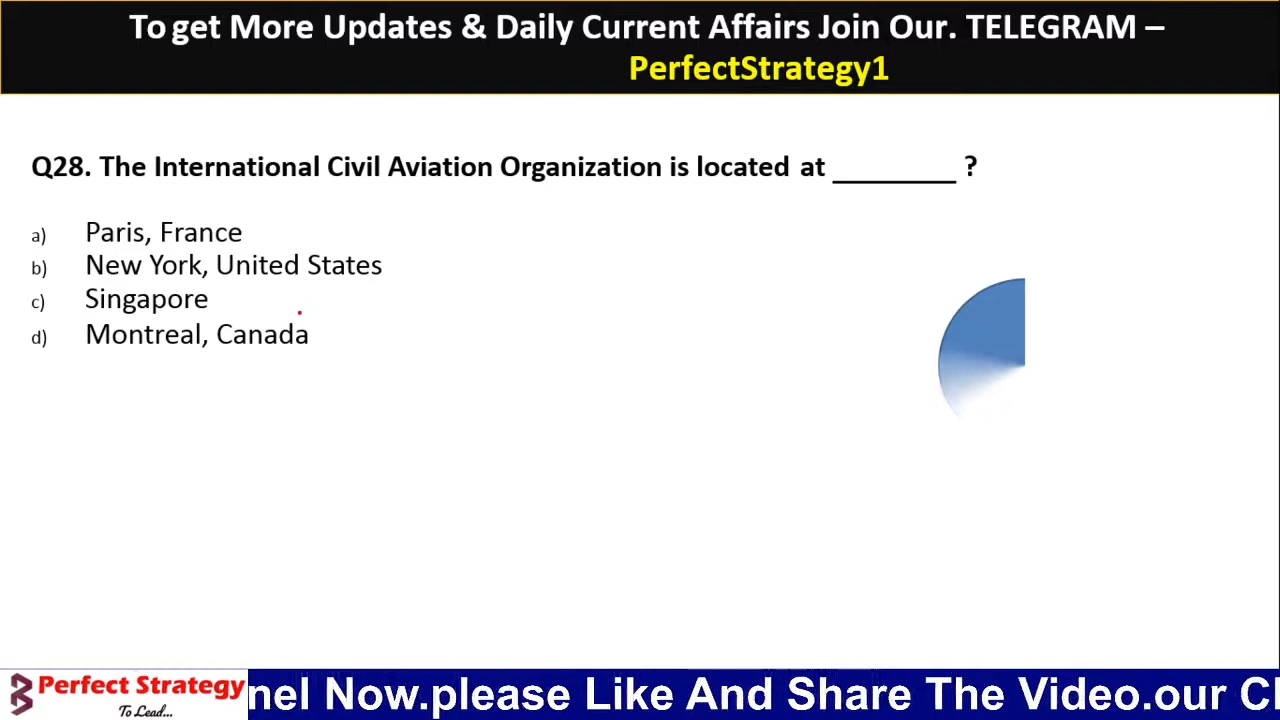 To get More Updates & Daily Current Affairs Join Our. TELEGRAM –
PerfectStrategy1
Q28. The International Civil Aviation Organization is located at _________ ?
a) Paris, France
b) New York, United States
c) Singapore
d) Montreal, Canada
Perfect Strategy
To Lead...
nel Now.please Like And Share The Video.our C